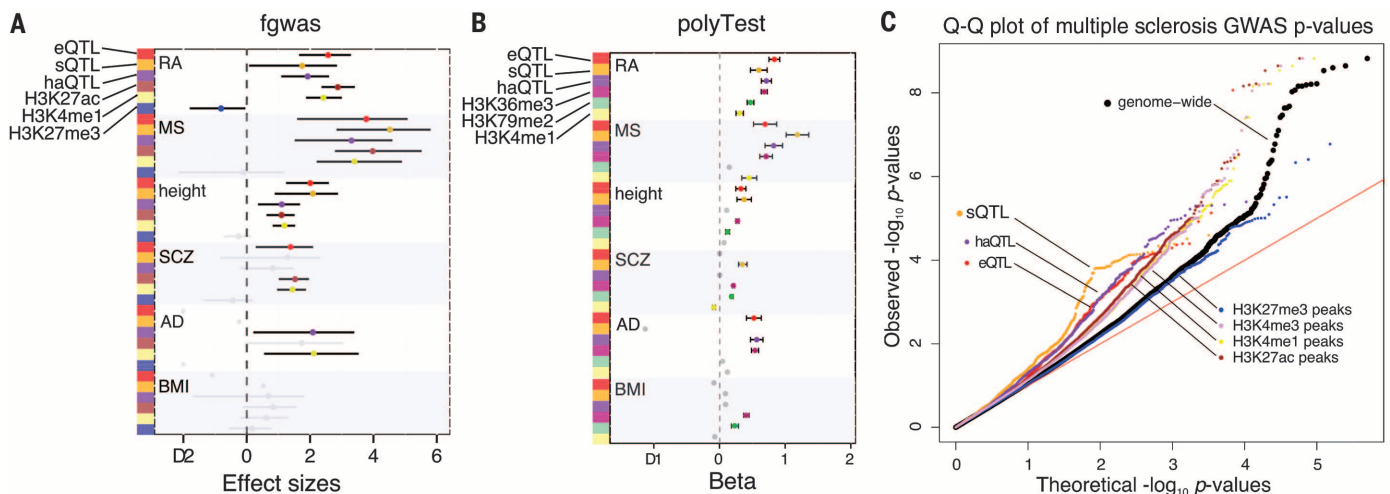 A
fgwas
eQTL
sQTL
haQTL
H3K27ac
H3K4me1
H3K27me3
RA
MS
height
SCZ
AD
BMI
D2 0 2 4 6
Effect sizes
B
polyTest
eQTL
sQTL
haQTL
H3K36me3
H3K79me2
H3K4me1
RA
MS
height
SCZ
AD
BMI
D1 0 1 2
Beta
C
Q-Q plot of multiple sclerosis GWAS p-values
Observed -log10 p-values
8
6
4
2
0
genome-wide
sQTL
haQTL
eQTL
H3K27me3 peaks
H3K4me3 peaks
H3K4me1 peaks
H3K27ac peaks
0 1 2 3 4 5
Theoretical -log10 p-values